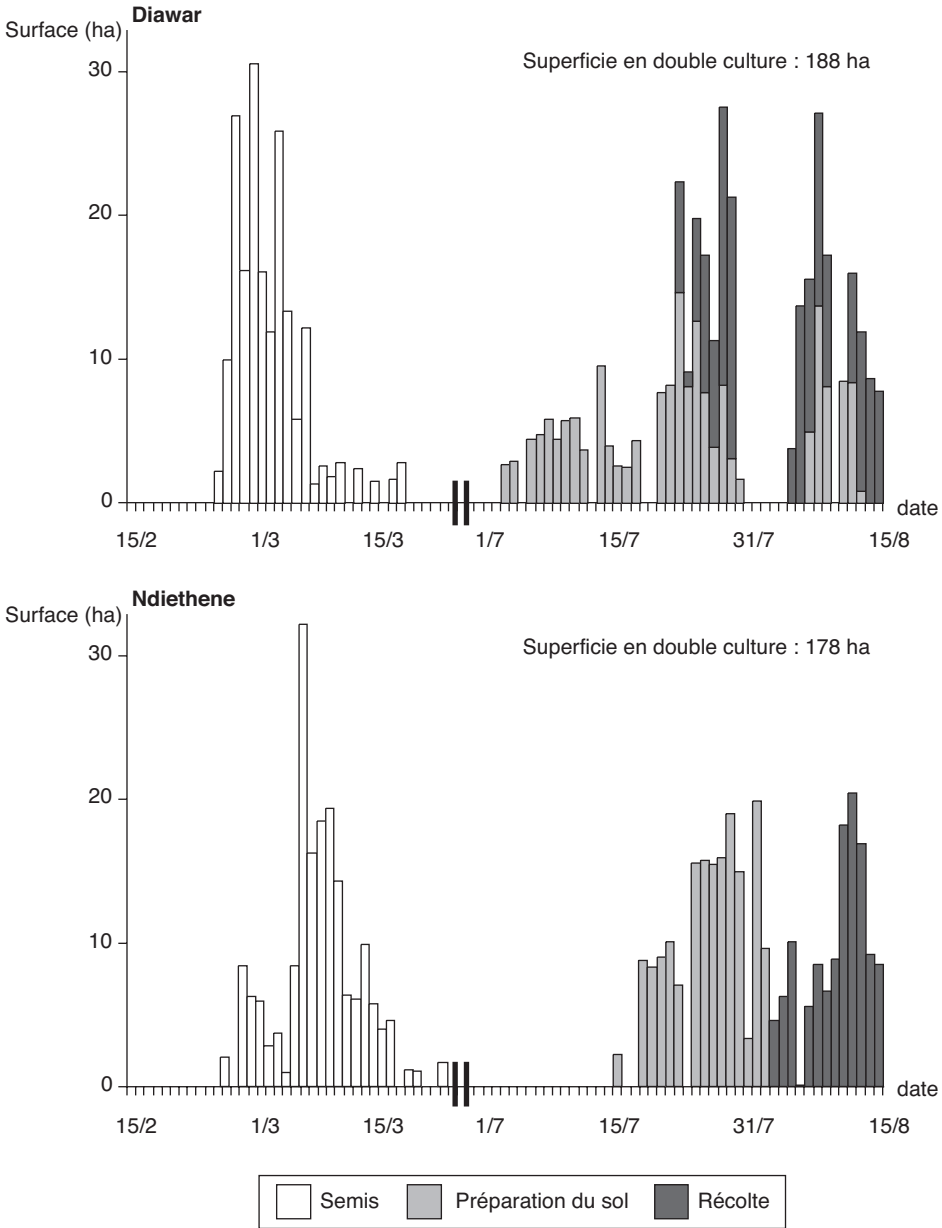 Diawar
Surface (ha)
Superficie en double culture : 188 ha
30
20
10
0
date
15/2 1/3 15/3 1/7 15/7 31/7 15/8
Ndiethene
Surface (ha)
Superficie en double culture : 178 ha
30
20
10
0
date
15/2 1/3 15/3 1/7 15/7 31/7 15/8
Semis Préparation du sol Récolte